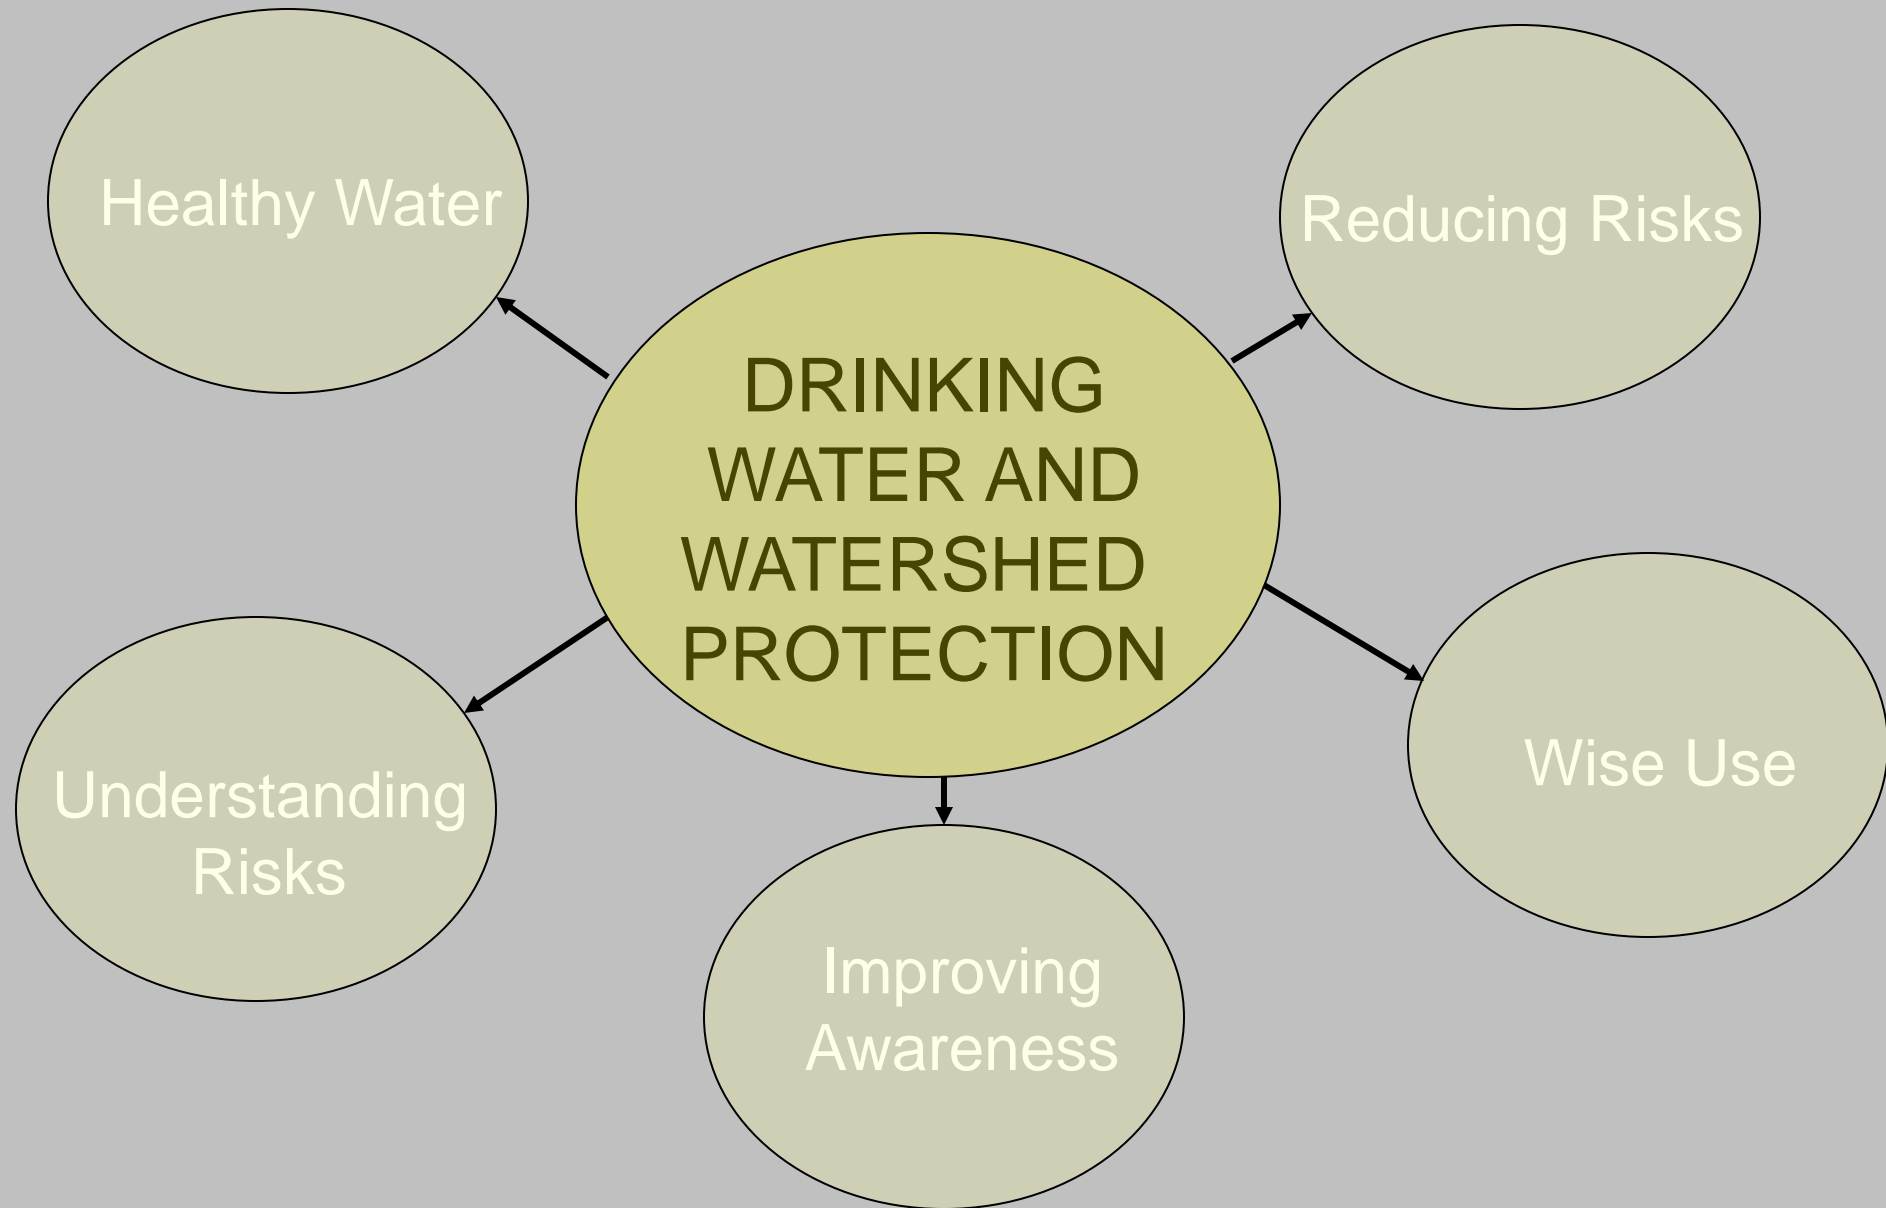 Healthy Water
Reducing Risks
DRINKING
WATER AND
WATERSHED
PROTECTION
Understanding
Risks
Wise Use
Improving
Awareness